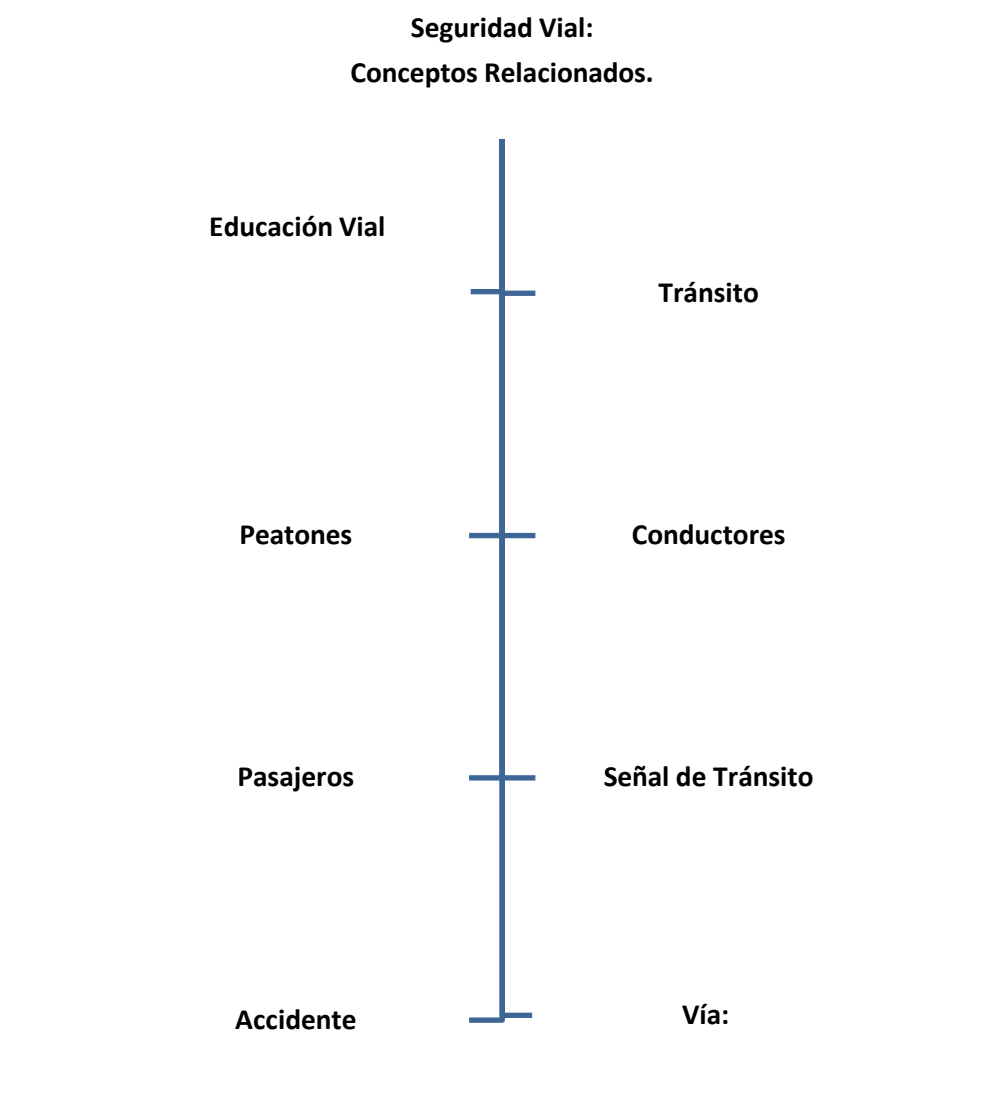 Seguridad Vial:
Conceptos Relacionados.
Educación Vial
Tránsito
Peatones
Conductores
Pasajeros
Señal de Tránsito
Accidente
Vía: